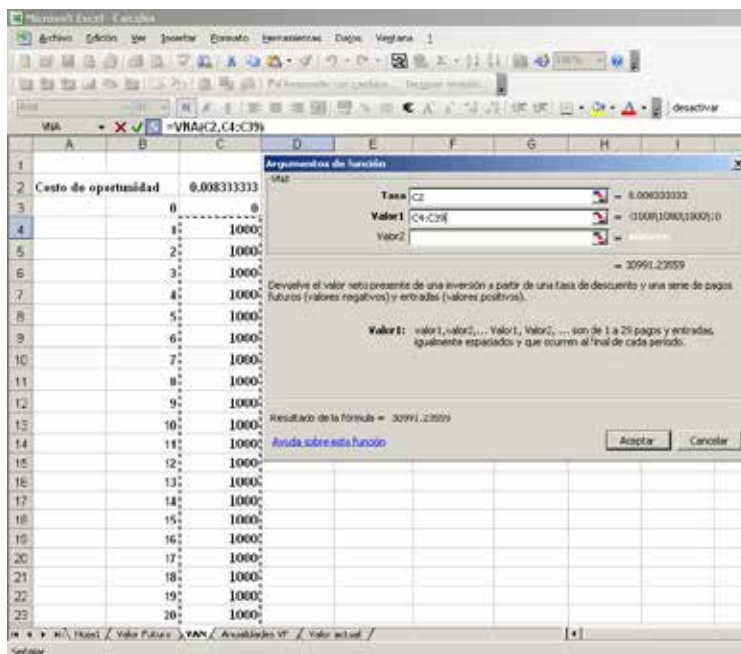 Microsoft Excel - Calculos
Archivo Edición Ver Insertar Formato Herramientas Datos Ventana
desactivar
VNA =VNA(C2,C4:C39)
A B C D E F G H I
1
2 Costo de oportunidad 0.008333333
3 0 0
4 1 1000
5 2 1000
6 3 1000
7 4 1000
8 5 1000
9 6 1000
10 7 1000
11 8 1000
12 9 1000
13 10 1000
14 11 1000
15 12 1000
16 13 1000
17 14 1000
18 15 1000
19 16 1000
20 17 1000
21 18 1000
22 19 1000
23 20 1000
Argumentos de función
VNA
Tasa C2 = 0.008333333
Valor1 C4:C39 = {1000\1000\1000\10
Valor2 =
= 30991.23559
Devuelve el valor neto presente de una inversión a partir de una tasa de descuento y una serie de pagos
futuros (valores negativos) y entradas (valores positivos).
Valor1: valor1,valor2,... Valor1, Valor2, ... son de 1 a 29 pagos y entradas,
igualmente espaciados y que ocurren al final de cada período.
Resultado de la fórmula = 30991.23559
Ayuda sobre esta función
Aceptar Cancelar
Hoja1 / Valor Futuro VAN / Anualidades VF / Valor actual /
Señalar